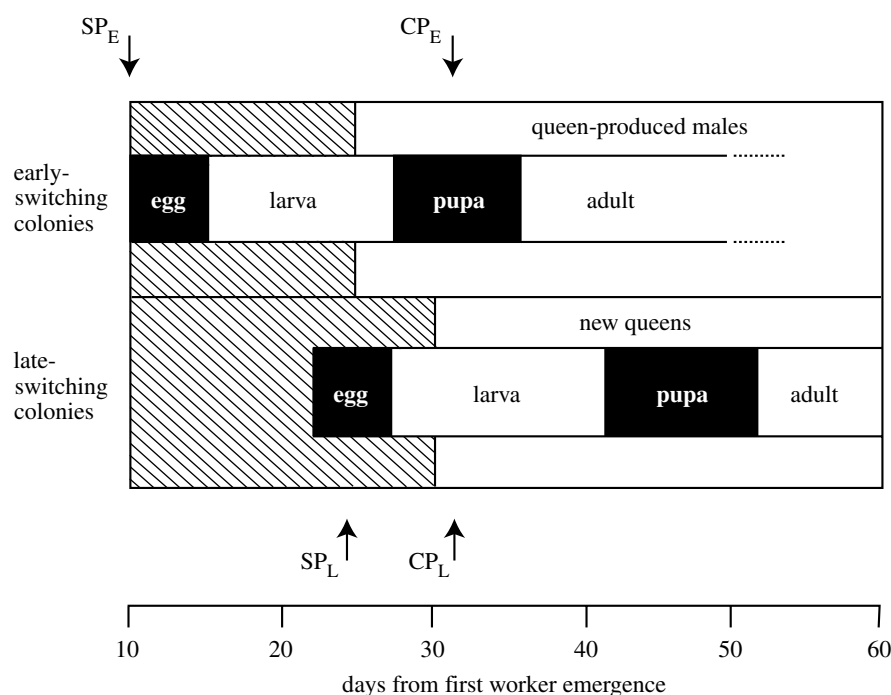 SP_E CP_E
queen-produced males
early-
switching
colonies
egg larva pupa adult
new queens
late-
switching
colonies
egg larva pupa adult
SP_L CP_L
10 20 30 40 50 60
days from first worker emergence